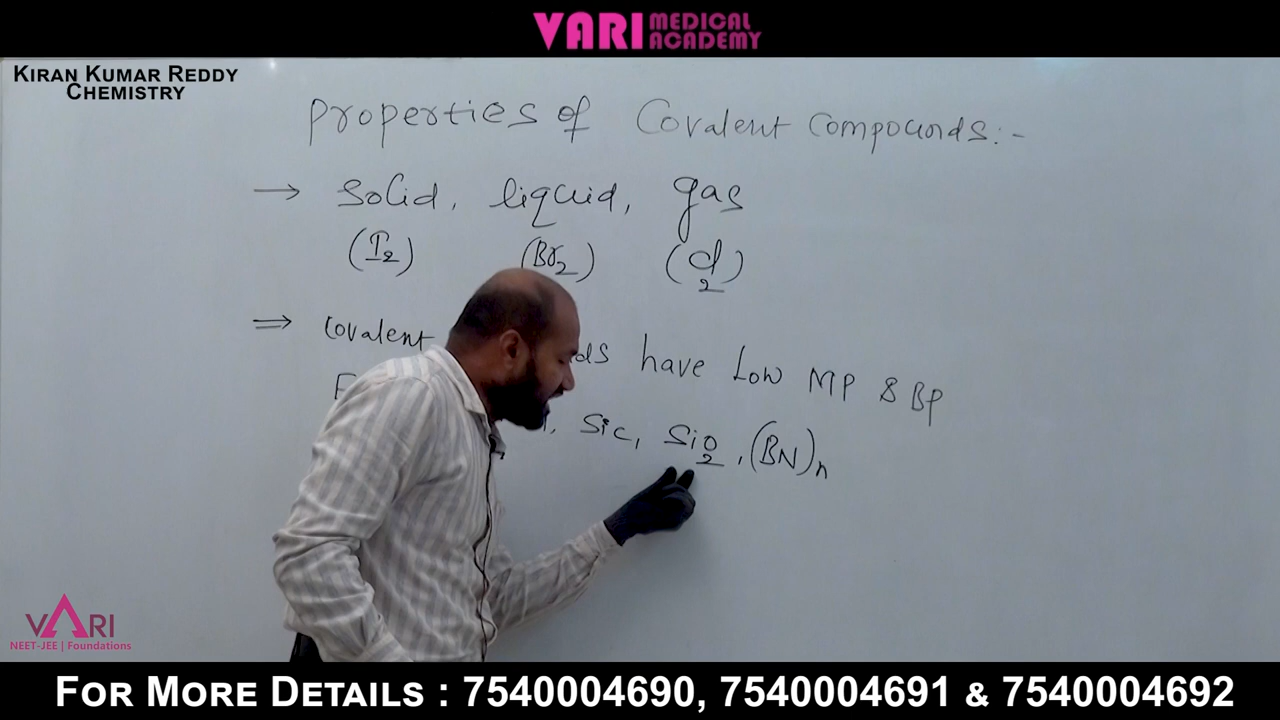 VARI MEDICAL ACADEMY
KIRAN KUMAR REDDY
CHEMISTRY
Properties of Covalent Compounds:-
→ Solid, liquid, gas
(I₂) (Br₂) (Cl₂)
⇒ Covalent ds have Low MP & BP
Sic, SiO₂, (BN)n
VARI
NEET-JEE | Foundations
FOR MORE DETAILS : 7540004690, 7540004691 & 7540004692